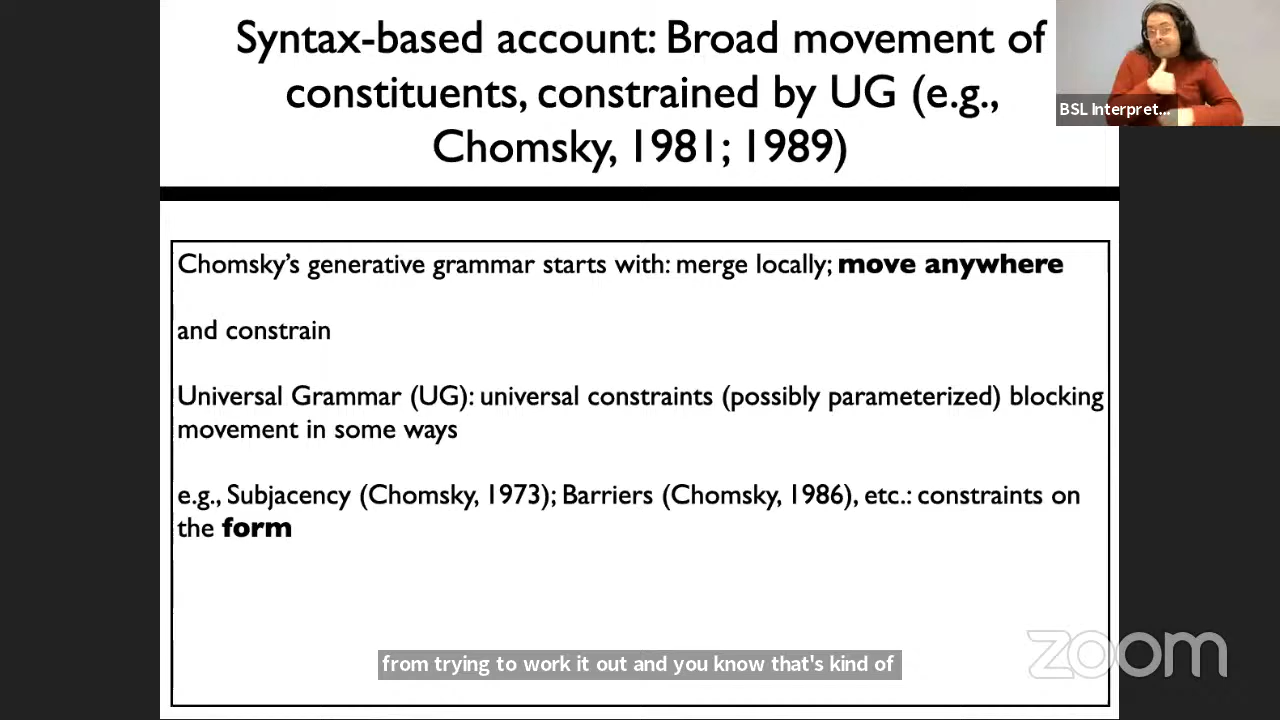 Syntax-based account: Broad movement of
constituents, constrained by UG (e.g.,
Chomsky, 1981; 1989)
BSL Interpret...
Chomsky's generative grammar starts with: merge locally; move anywhere
and constrain
Universal Grammar (UG): universal constraints (possibly parameterized) blocking
movement in some ways
e.g., Subjacency (Chomsky, 1973); Barriers (Chomsky, 1986), etc.: constraints on
the form
from trying to work it out and you know that's kind of
zoom